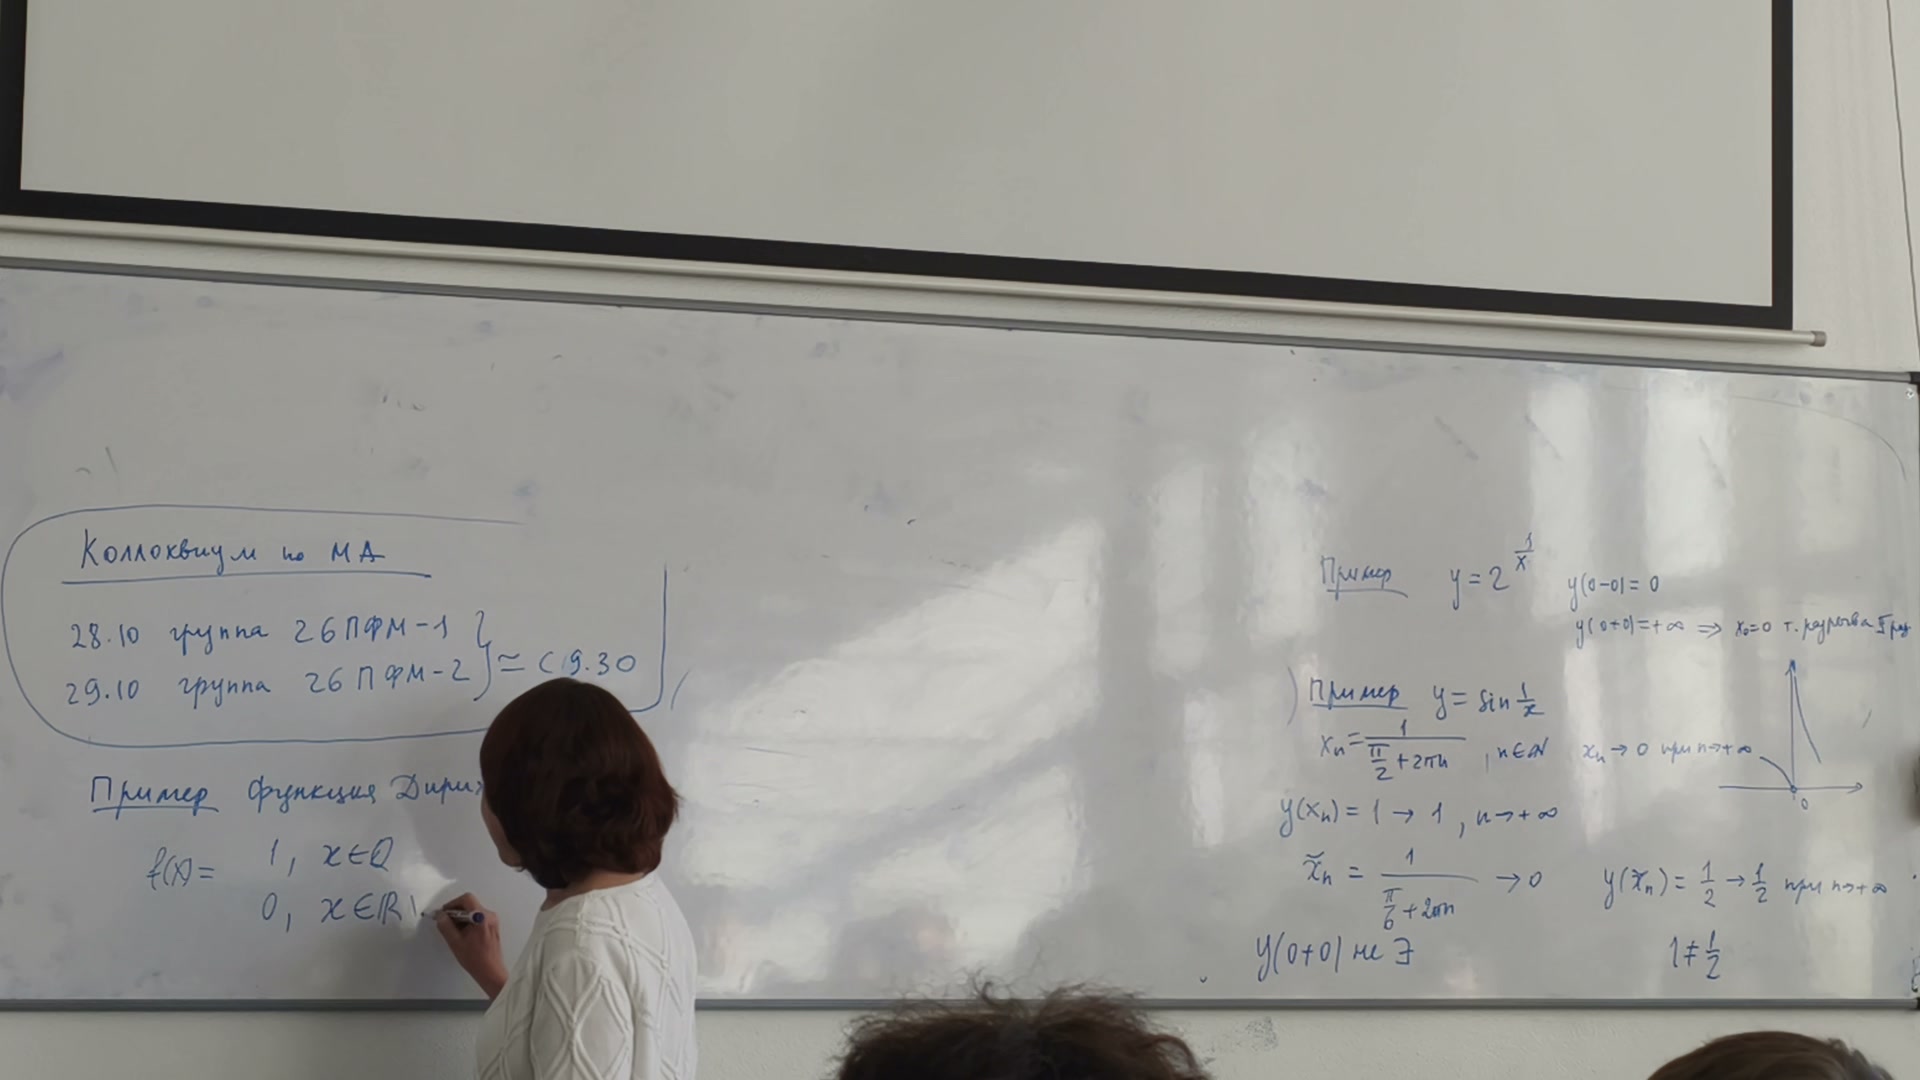 Коллоквиум по МА
28.10 группа 26ПФМ-1
29.10 группа 26ПФМ-2 } ≃ с 9.30
Пример функция Дири
f(x) = 1, x∈Q
0, x∈ℝ\
Пример y = 2^(1/x) y(0-0) = 0
y(0+0) = +∞ ⇒ x₀=0 т. разрыва II
0
Пример y = sin 1/x
xₙ = 1/(π/2 + 2πn), n∈N xₙ → 0 при n→+∞
y(xₙ) = 1 → 1, n→+∞
x̃ₙ = 1/(π/6 + 2πn) → 0 y(x̃ₙ) = 1/2 → 1/2 при n→+∞
y(0+0) не ∃ 1 ≠ 1/2